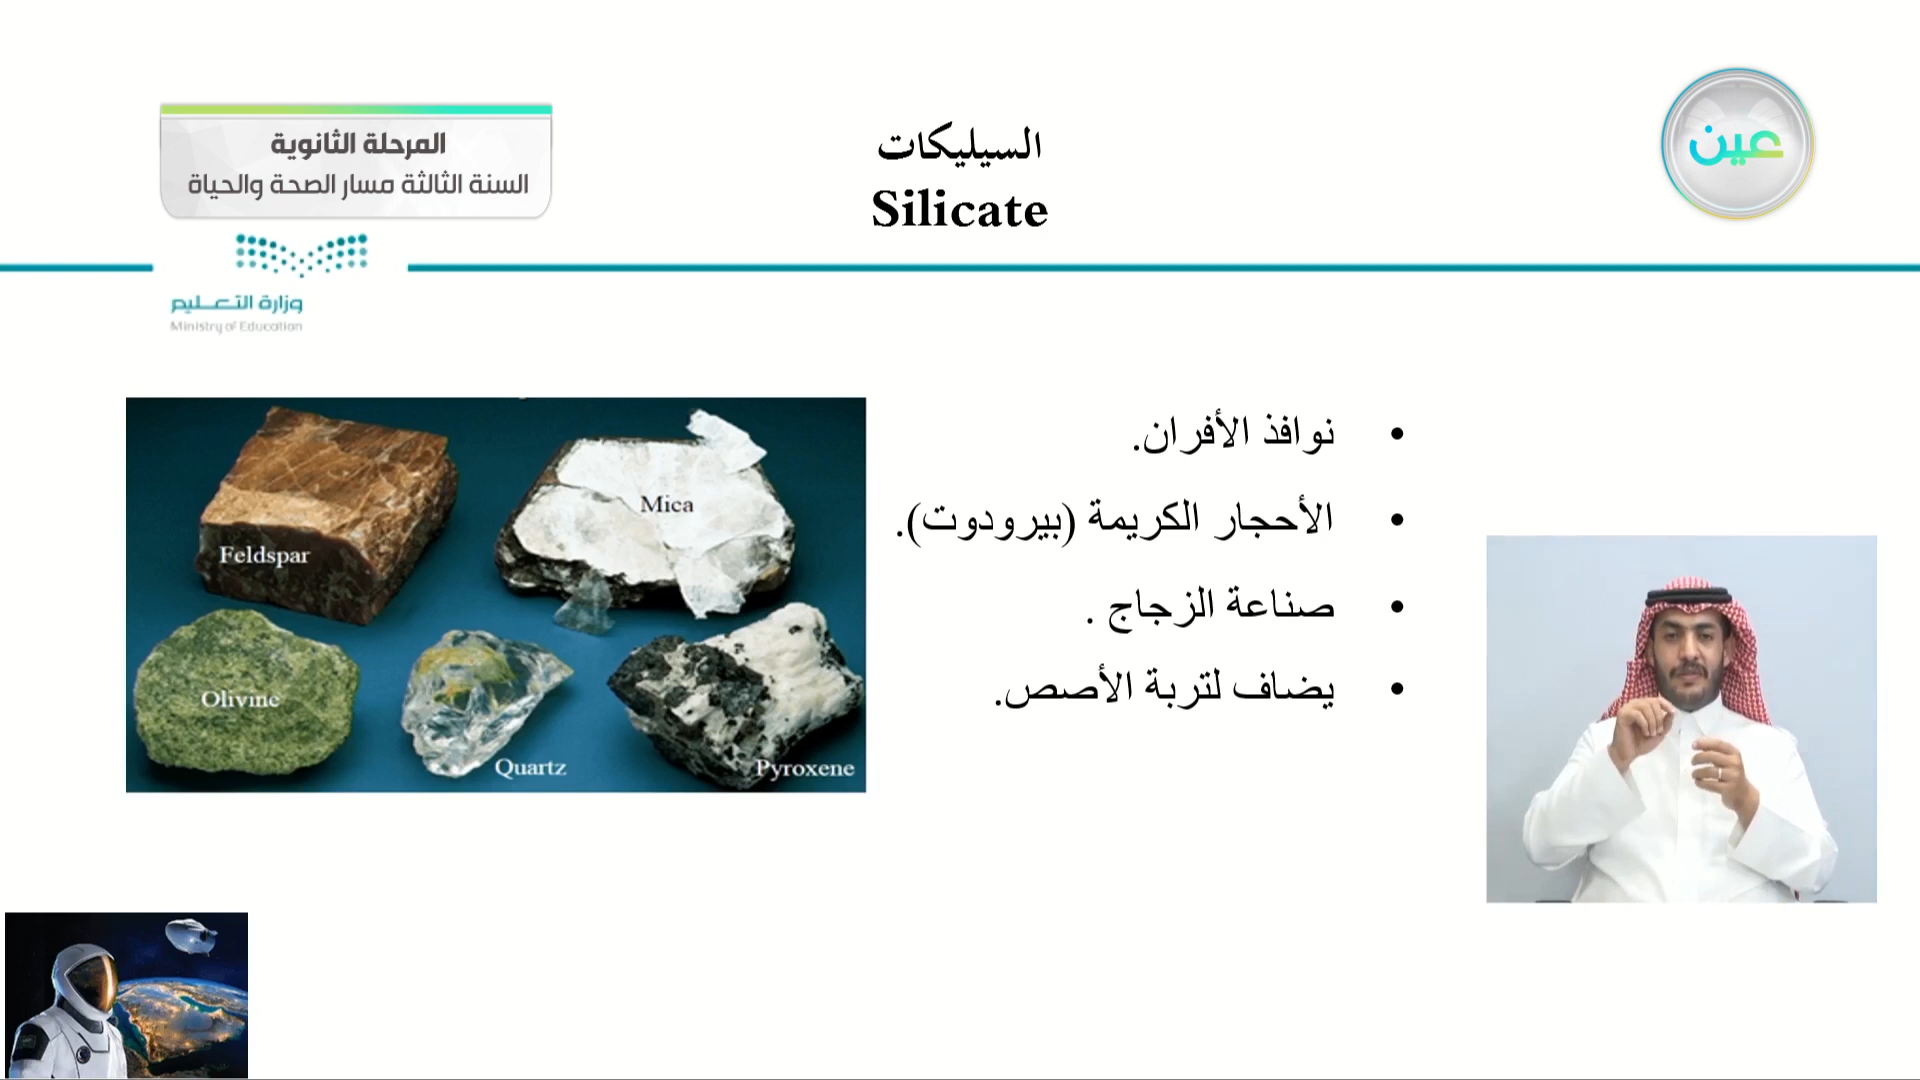 المرحلة الثانوية
السنة الثالثة مسار الصحة والحياة
السيليكات
Silicate
عين
وزارة التعـــليم
Ministry of Education
• نوافذ الأفران.
• الأحجار الكريمة (بيرودوت).
• صناعة الزجاج .
• يضاف لتربة الأصص.
Mica
Feldspar
Olivine
Quartz
Pyroxene